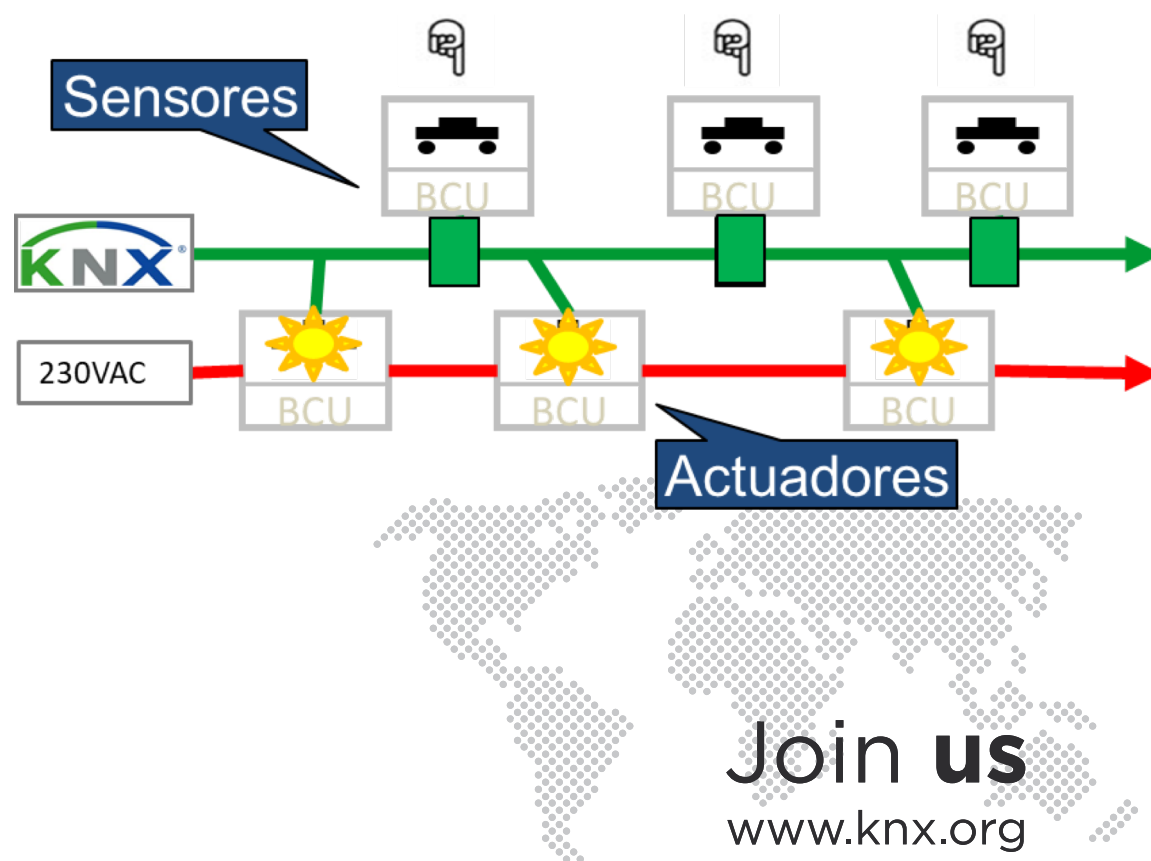 Sensores
BCU
BCU
BCU
KNX®
230VAC
BCU
BCU
BCU
Actuadores
Join us
www.knx.org